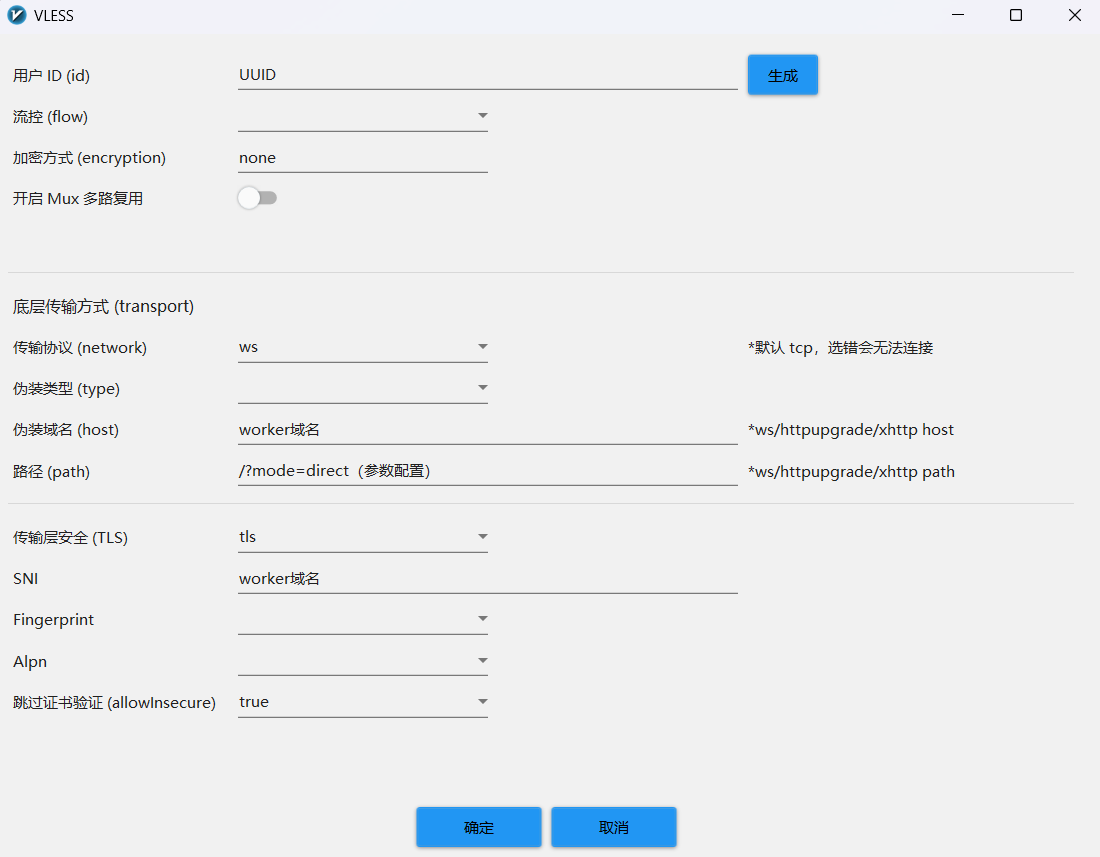 VLESS
用户 ID (id) UUID 生成
流控 (flow)
加密方式 (encryption) none
开启 Mux 多路复用
底层传输方式 (transport)
传输协议 (network) ws *默认 tcp，选错会无法连接
伪装类型 (type)
伪装域名 (host) worker域名 *ws/httpupgrade/xhttp host
路径 (path) /?mode=direct（参数配置） *ws/httpupgrade/xhttp path
传输层安全 (TLS) tls
SNI worker域名
Fingerprint
Alpn
跳过证书验证 (allowInsecure) true
确定 取消